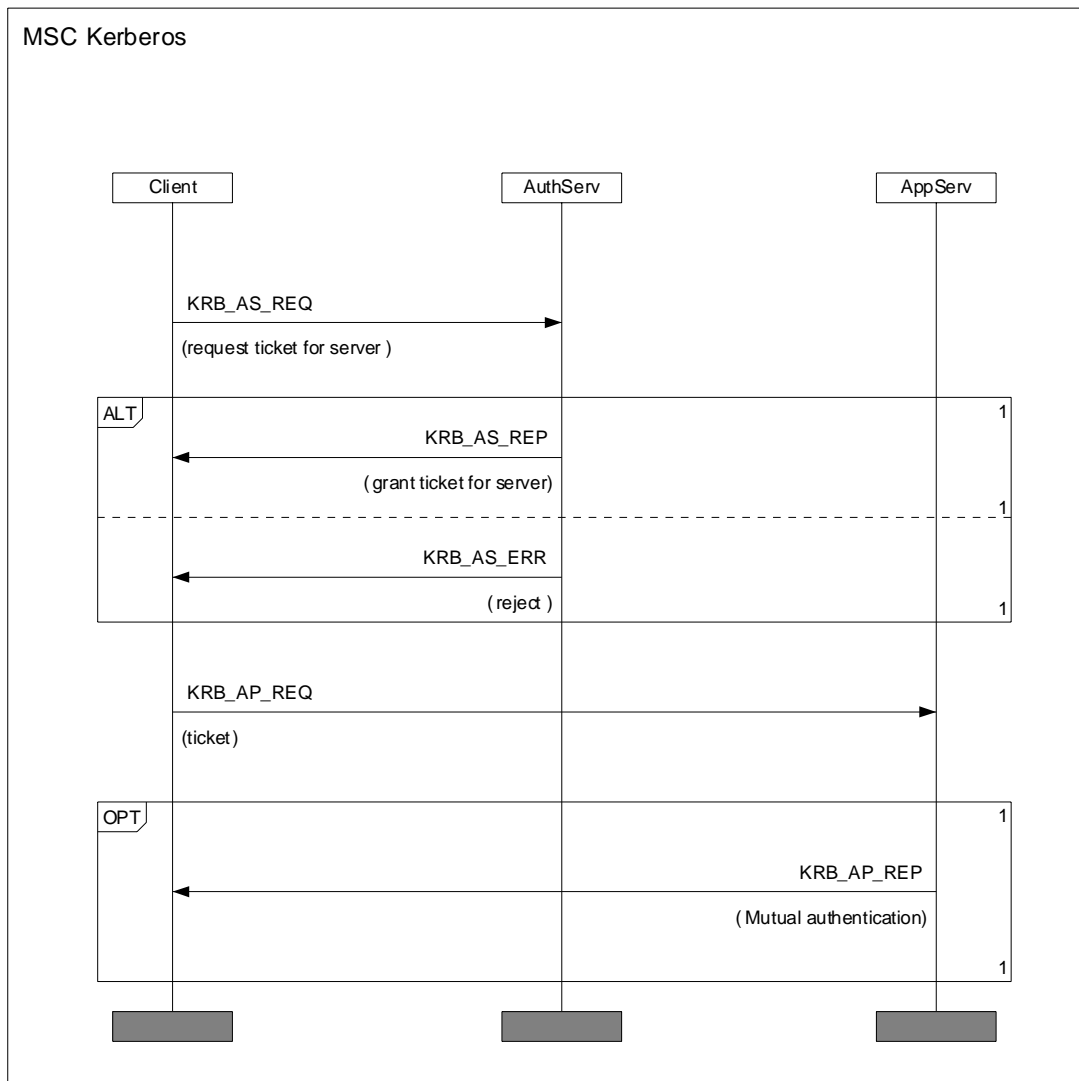 MSC Kerberos
Client
AuthServ
AppServ
KRB_AS_REQ
(request ticket for server )
ALT
1
KRB_AS_REP
( grant ticket for server)
1
KRB_AS_ERR
( reject )
1
KRB_AP_REQ
(ticket)
OPT
1
KRB_AP_REP
( Mutual authentication)
1